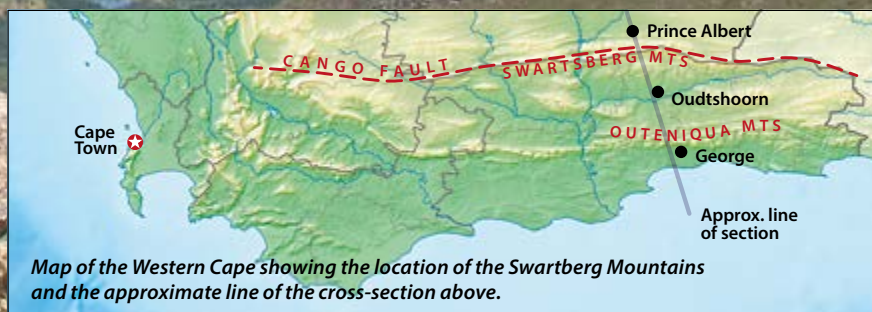 Prince Albert
CANGO FAULT
SWARTSBERG MTS
Oudtshoorn
Cape
Town
OUTENIQUA MTS
George
Approx. line
of section
Map of the Western Cape showing the location of the Swartberg Mountains
and the approximate line of the cross-section above.